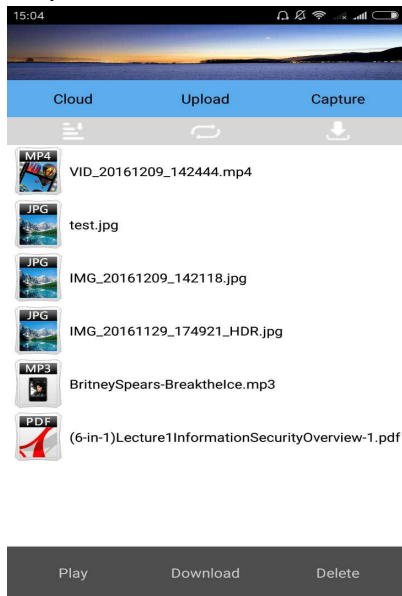 15:04
Cloud Upload Capture
MP4
VID_20161209_142444.mp4
JPG
test.jpg
JPG
IMG_20161209_142118.jpg
JPG
IMG_20161129_174921_HDR.jpg
MP3
BritneySpears-BreaktheIce.mp3
PDF
(6-in-1)Lecture1InformationSecurityOverview-1.pdf
Play Download Delete